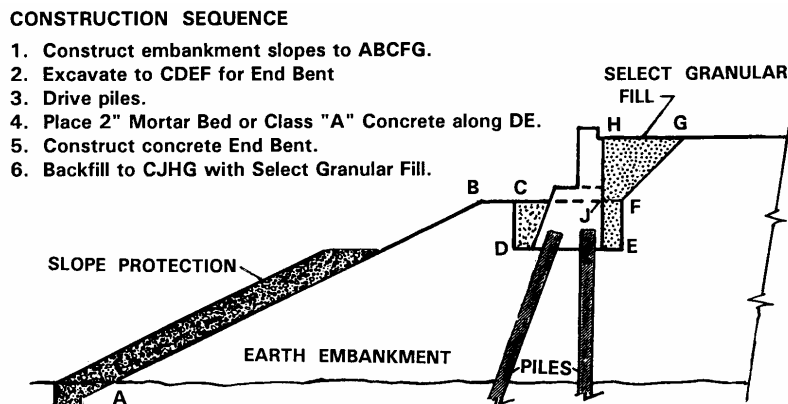 CONSTRUCTION SEQUENCE
1. Construct embankment slopes to ABCFG.
2. Excavate to CDEF for End Bent
3. Drive piles.
4. Place 2" Mortar Bed or Class "A" Concrete along DE.
5. Construct concrete End Bent.
6. Backfill to CJHG with Select Granular Fill.
SELECT GRANULAR
FILL
H G
B C
J F
D E
SLOPE PROTECTION
EARTH EMBANKMENT
PILES
A